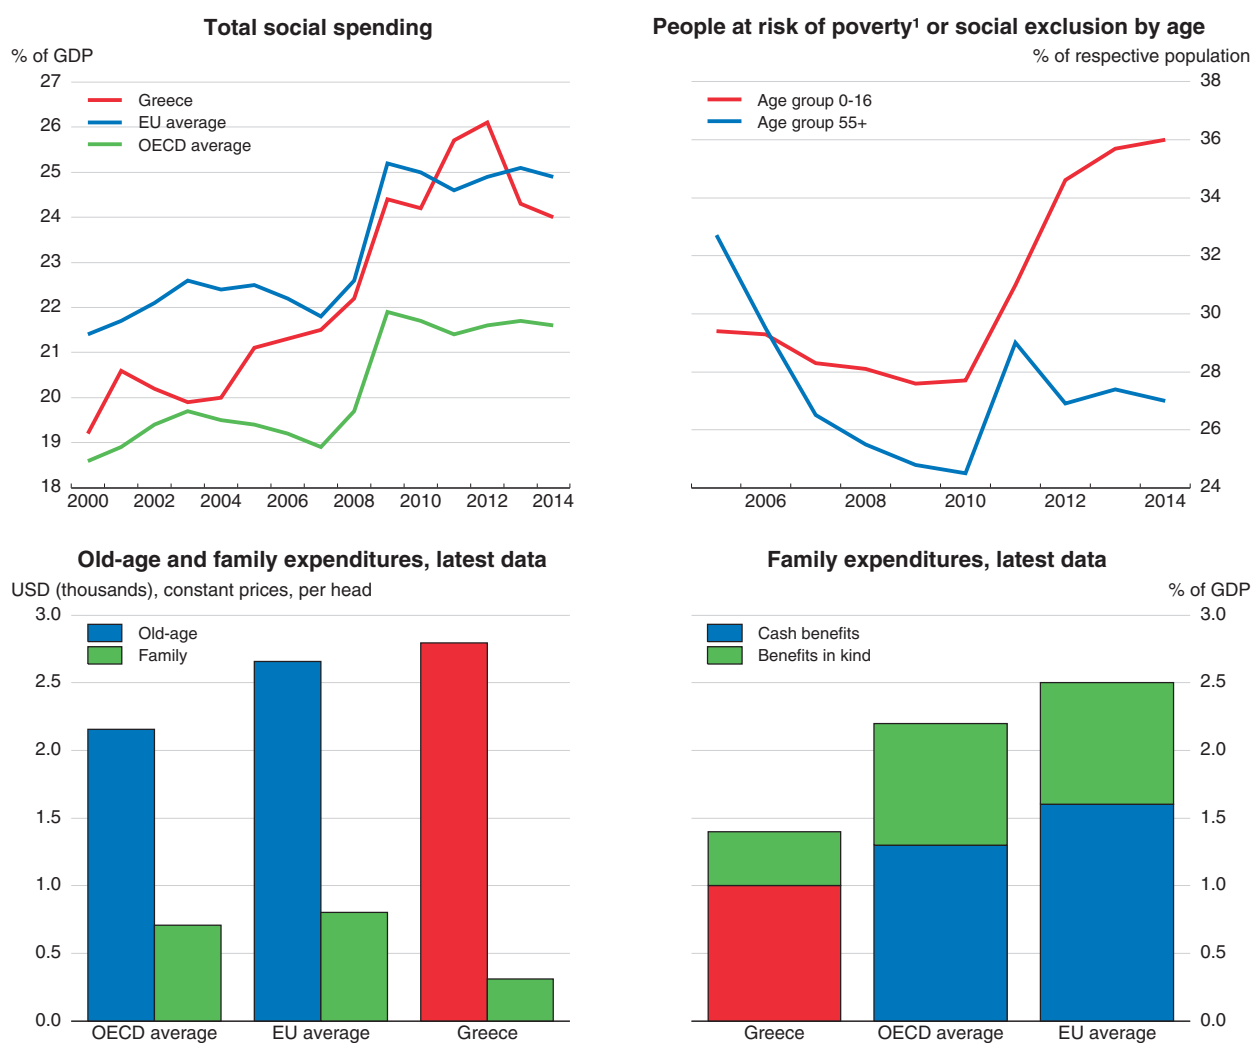 Total social spending
% of GDP
27
26
25
24
23
22
21
20
19
18
Greece
EU average
OECD average
2000 2002 2004 2006 2008 2010 2012 2014
People at risk of poverty¹ or social exclusion by age
% of respective population
38
36
34
32
30
28
26
24
Age group 0-16
Age group 55+
2006 2008 2010 2012 2014
Old-age and family expenditures, latest data
USD (thousands), constant prices, per head
3.0
2.5
2.0
1.5
1.0
0.5
0.0
Old-age
Family
OECD average EU average Greece
Family expenditures, latest data
% of GDP
3.0
2.5
2.0
1.5
1.0
0.5
0.0
Cash benefits
Benefits in kind
Greece OECD average EU average